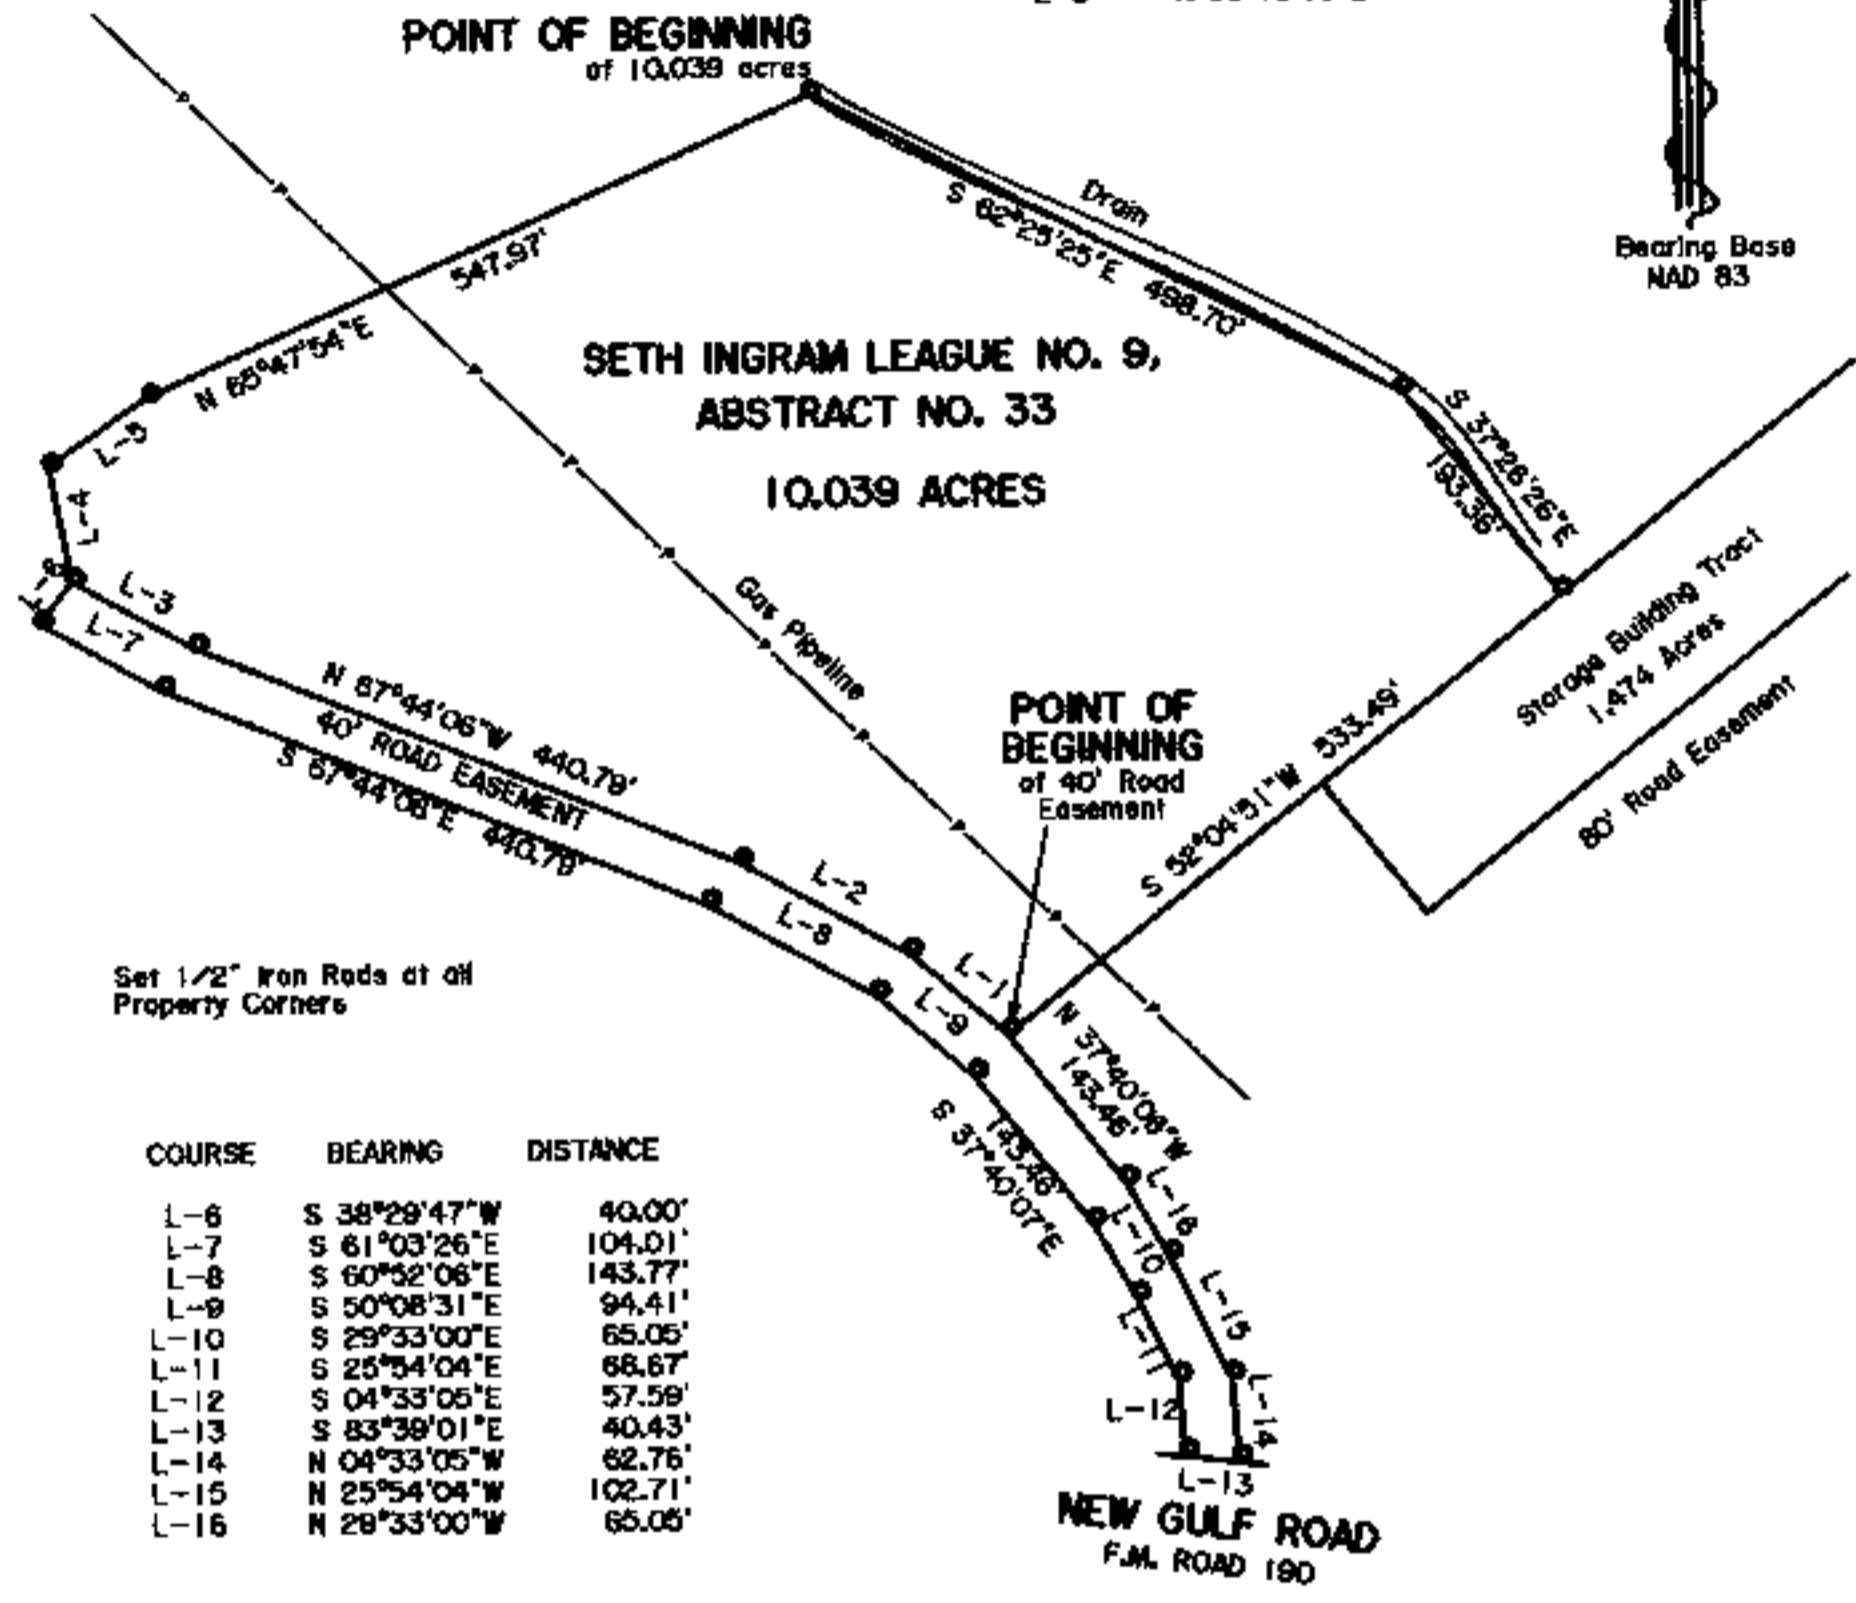 POINT OF BEGINNING
of 10.039 acres
Drain
S 62°25'25"E 498.70'
Bearing Base
NAD 83
547.97'
N 65°47'54"E
SETH INGRAM LEAGUE NO. 9,
ABSTRACT NO. 33
10.039 ACRES
S 37°26'26"E
193.36'
L-5
L-4
L-6
L-3
L-7
Gas Pipeline
Storage Building Tract
1.474 Acres
80' Road Easement
N 67°44'06"W 440.79'
40' ROAD EASEMENT
S 67°44'06"E 440.79'
POINT OF
BEGINNING
of 40' Road
Easement
S 52°04'51"W 533.49'
L-2
L-8
L-1
L-9
Set 1/2" Iron Rods at all
Property Corners
N 37°40'08"W
143.46'
143.46'
S 37°40'07"E
L-16
L-10
L-15
L-11
L-14
L-12
L-13
NEW GULF ROAD
F.M. ROAD 190
COURSE BEARING DISTANCE
L-6 S 38°29'47"W 40.00'
L-7 S 61°03'26"E 104.01'
L-8 S 60°52'06"E 143.77'
L-9 S 50°08'31"E 94.41'
L-10 S 29°33'00"E 65.05'
L-11 S 25°54'04"E 68.67'
L-12 S 04°33'05"E 57.59'
L-13 S 83°39'01"E 40.43'
L-14 N 04°33'05"W 62.76'
L-15 N 25°54'04"W 102.71'
L-16 N 29°33'00"W 65.05'